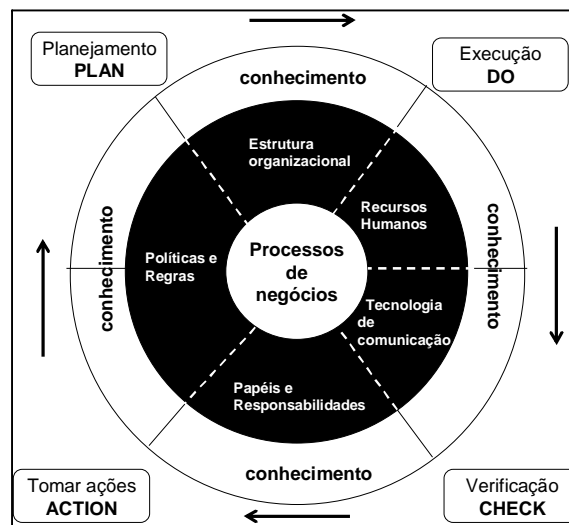 Planejamento
PLAN
Execução
DO
conhecimento
Estrutura
organizacional
Recursos
Humanos
conhecimento
Políticas e
Regras
Processos
de
negócios
conhecimento
Tecnologia
de
comunicação
Papéis e
Responsabilidades
conhecimento
Tomar ações
ACTION
Verificação
CHECK